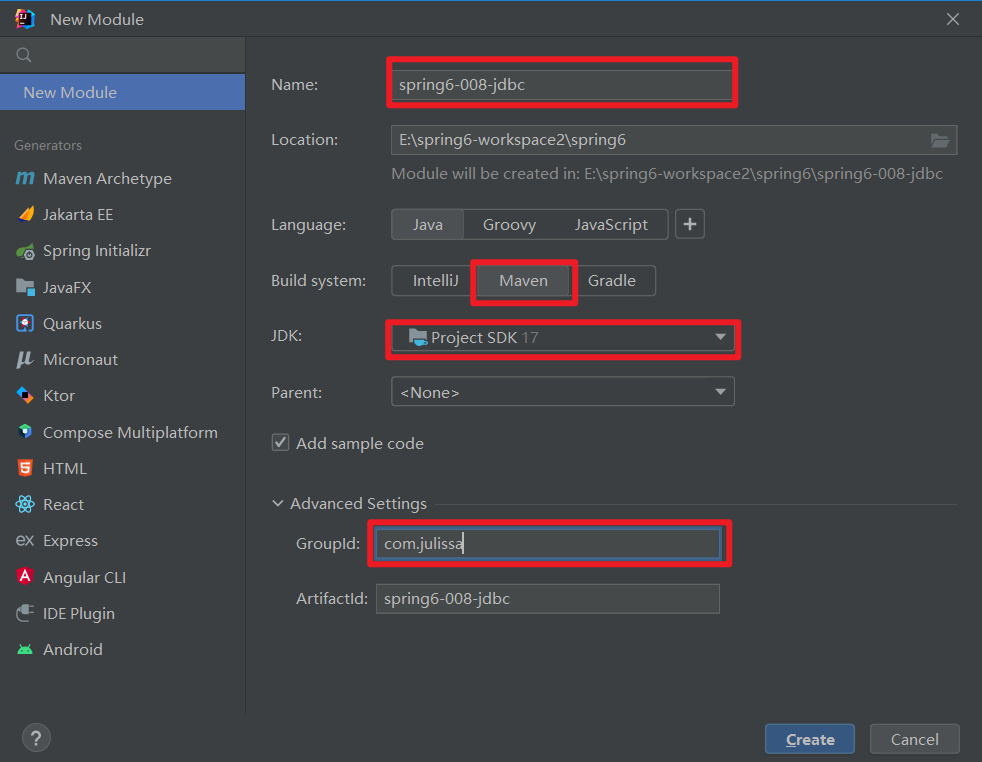 New Module
New Module
Generators
Maven Archetype
Jakarta EE
Spring Initializr
JavaFX
Quarkus
Micronaut
Ktor
Compose Multiplatform
HTML
React
Express
Angular CLI
IDE Plugin
Android
Name: spring6-008-jdbc
Location: E:\spring6-workspace2\spring6
Module will be created in: E:\spring6-workspace2\spring6\spring6-008-jdbc
Language: Java Groovy JavaScript +
Build system: IntelliJ Maven Gradle
JDK: Project SDK 17
Parent: <None>
Add sample code
Advanced Settings
GroupId: com.julissa
ArtifactId: spring6-008-jdbc
? Create Cancel